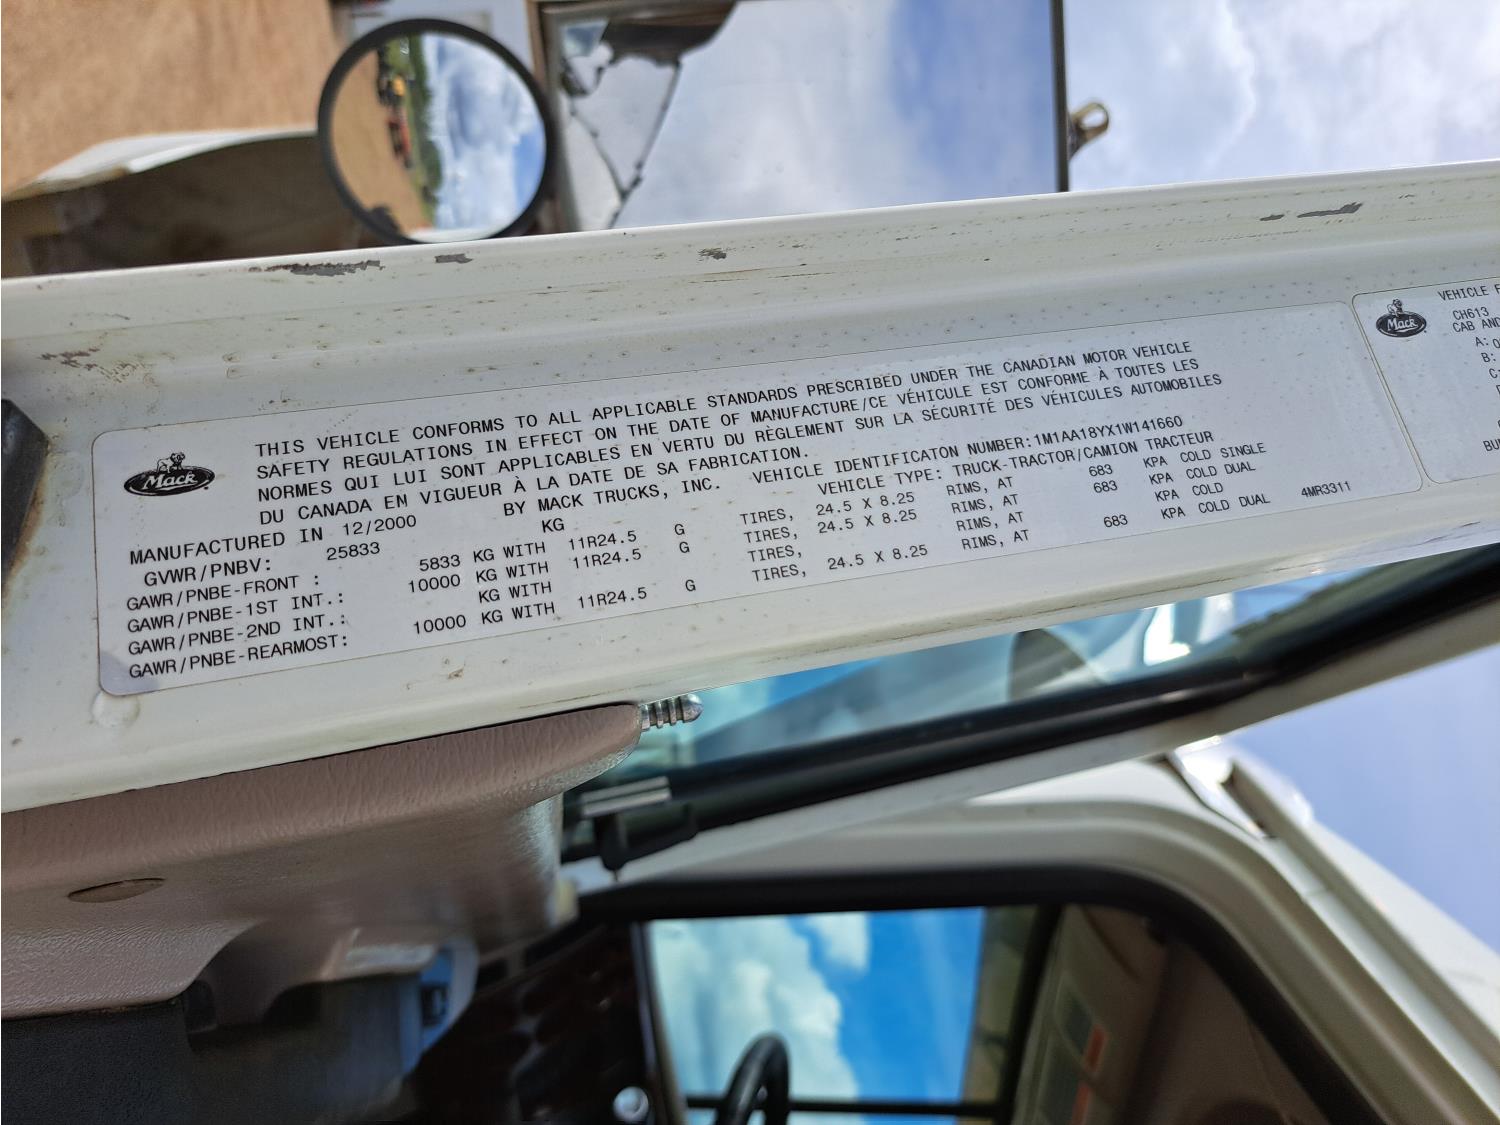 Mack
THIS VEHICLE CONFORMS TO ALL APPLICABLE STANDARDS PRESCRIBED UNDER THE CANADIAN MOTOR VEHICLE
SAFETY REGULATIONS IN EFFECT ON THE DATE OF MANUFACTURE/CE VÉHICULE EST CONFORME À TOUTES LES
NORMES QUI LUI SONT APPLICABLES EN VERTU DU RÈGLEMENT SUR LA SÉCURITÉ DES VÉHICULES AUTOMOBILES
DU CANADA EN VIGUEUR À LA DATE DE SA FABRICATION. VEHICLE IDENTIFICATON NUMBER:1M1AA18YX1W141660
MANUFACTURED IN 12/2000 BY MACK TRUCKS, INC. VEHICLE TYPE: TRUCK-TRACTOR/CAMION TRACTEUR
GVWR/PNBV: 25833 KG
GAWR/PNBE-FRONT : 5833 KG WITH 11R24.5 G TIRES, 24.5 X 8.25 RIMS, AT 683 KPA COLD SINGLE
GAWR/PNBE-1ST INT.: 10000 KG WITH 11R24.5 G TIRES, 24.5 X 8.25 RIMS, AT 683 KPA COLD DUAL
GAWR/PNBE-2ND INT.: KG WITH TIRES, RIMS, AT KPA COLD
GAWR/PNBE-REARMOST: 10000 KG WITH 11R24.5 G TIRES, 24.5 X 8.25 RIMS, AT 683 KPA COLD DUAL 4MR3311
Mack
VEHICLE
CH613
CAB AND
A:
B:
C: